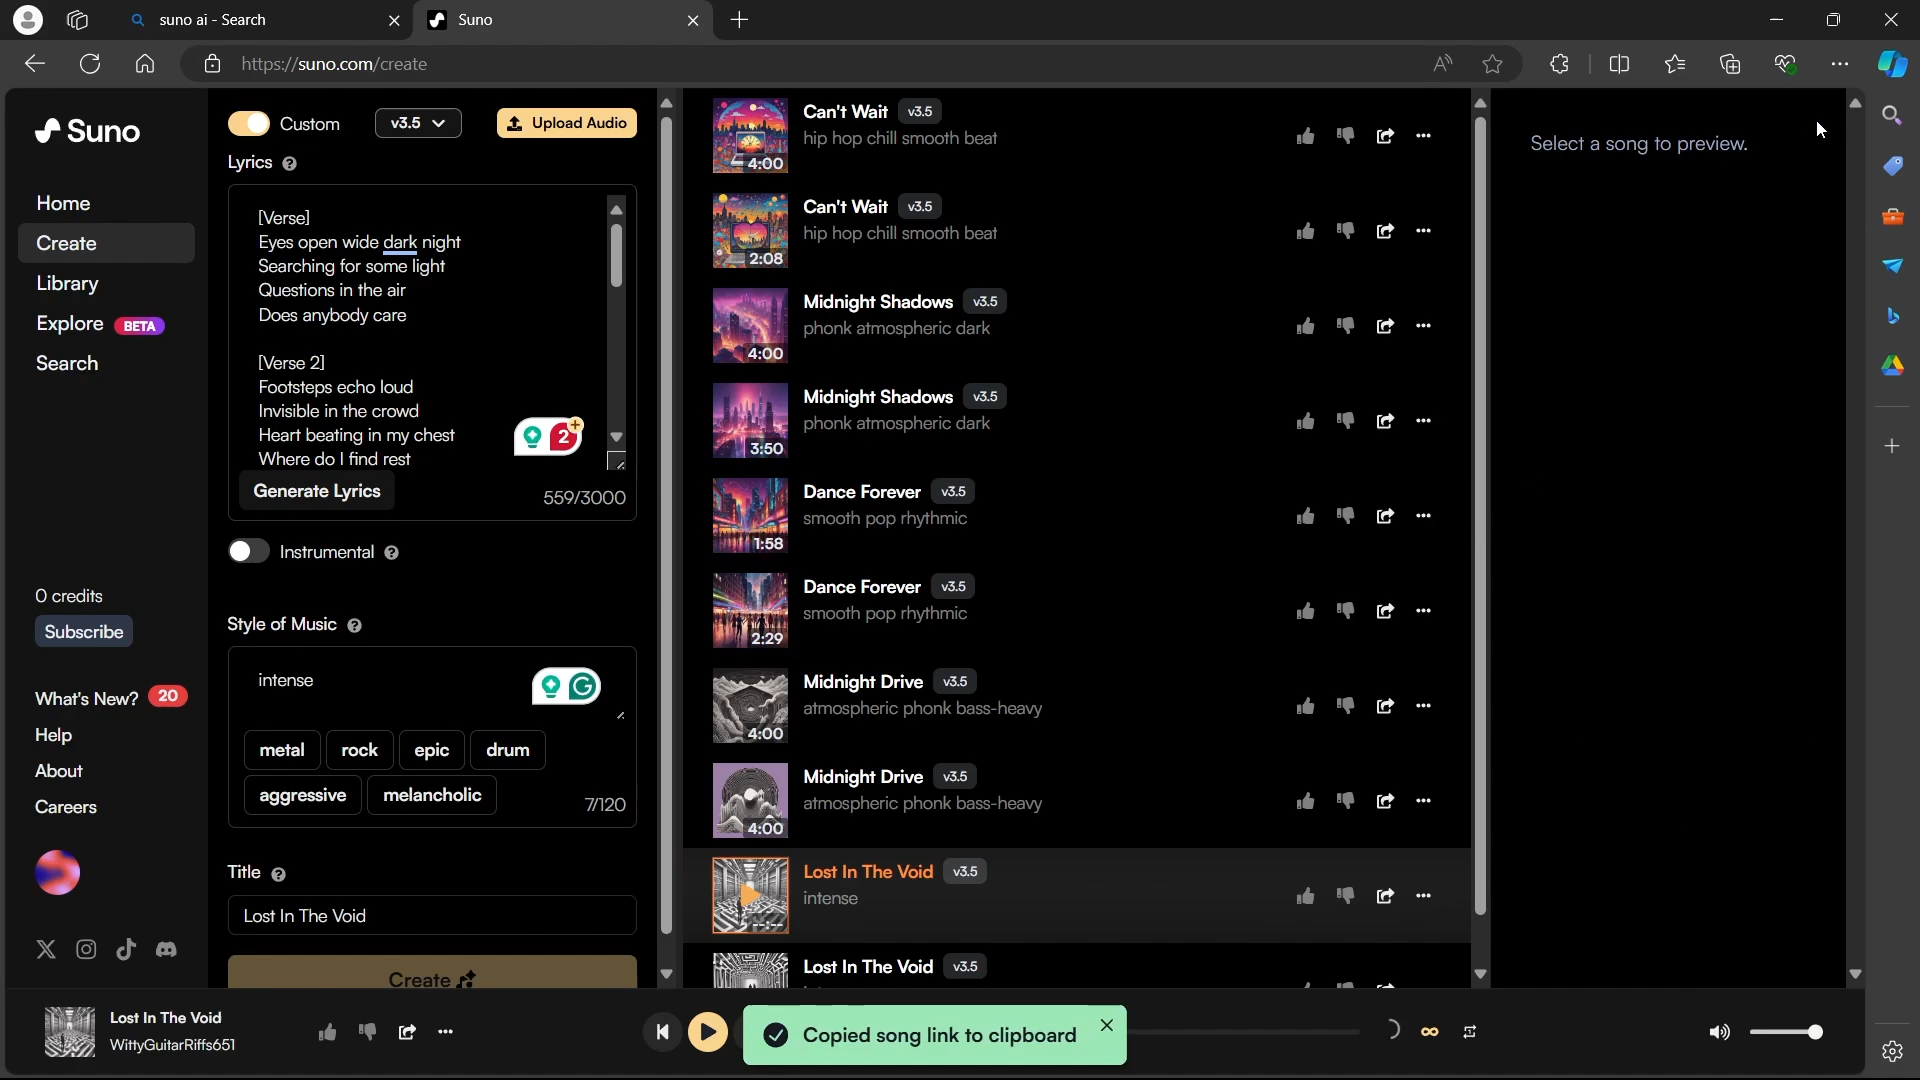 suno ai - Search
Suno
https://suno.com/create
Suno
Home
Create
Library
Explore BETA
Search
0 credits
Subscribe
What's New? 20
Help
About
Careers
Custom
v3.5
Upload Audio
Lyrics
[Verse]
Eyes open wide dark night
Searching for some light
Questions in the air
Does anybody care
[Verse 2]
Footsteps echo loud
Invisible in the crowd
Heart beating in my chest
Where do I find rest
2
Generate Lyrics
559/3000
Instrumental
Style of Music
intense
metal
rock
epic
drum
aggressive
melancholic
7/120
Title
Lost In The Void
Create
4:00
Can't Wait v3.5
hip hop chill smooth beat
2:08
Can't Wait v3.5
hip hop chill smooth beat
4:00
Midnight Shadows v3.5
phonk atmospheric dark
3:50
Midnight Shadows v3.5
phonk atmospheric dark
1:58
Dance Forever v3.5
smooth pop rhythmic
2:29
Dance Forever v3.5
smooth pop rhythmic
4:00
Midnight Drive v3.5
atmospheric phonk bass-heavy
4:00
Midnight Drive v3.5
atmospheric phonk bass-heavy
--:--
Lost In The Void v3.5
intense
Lost In The Void v3.5
Select a song to preview.
Lost In The Void
WittyGuitarRiffs651
Copied song link to clipboard